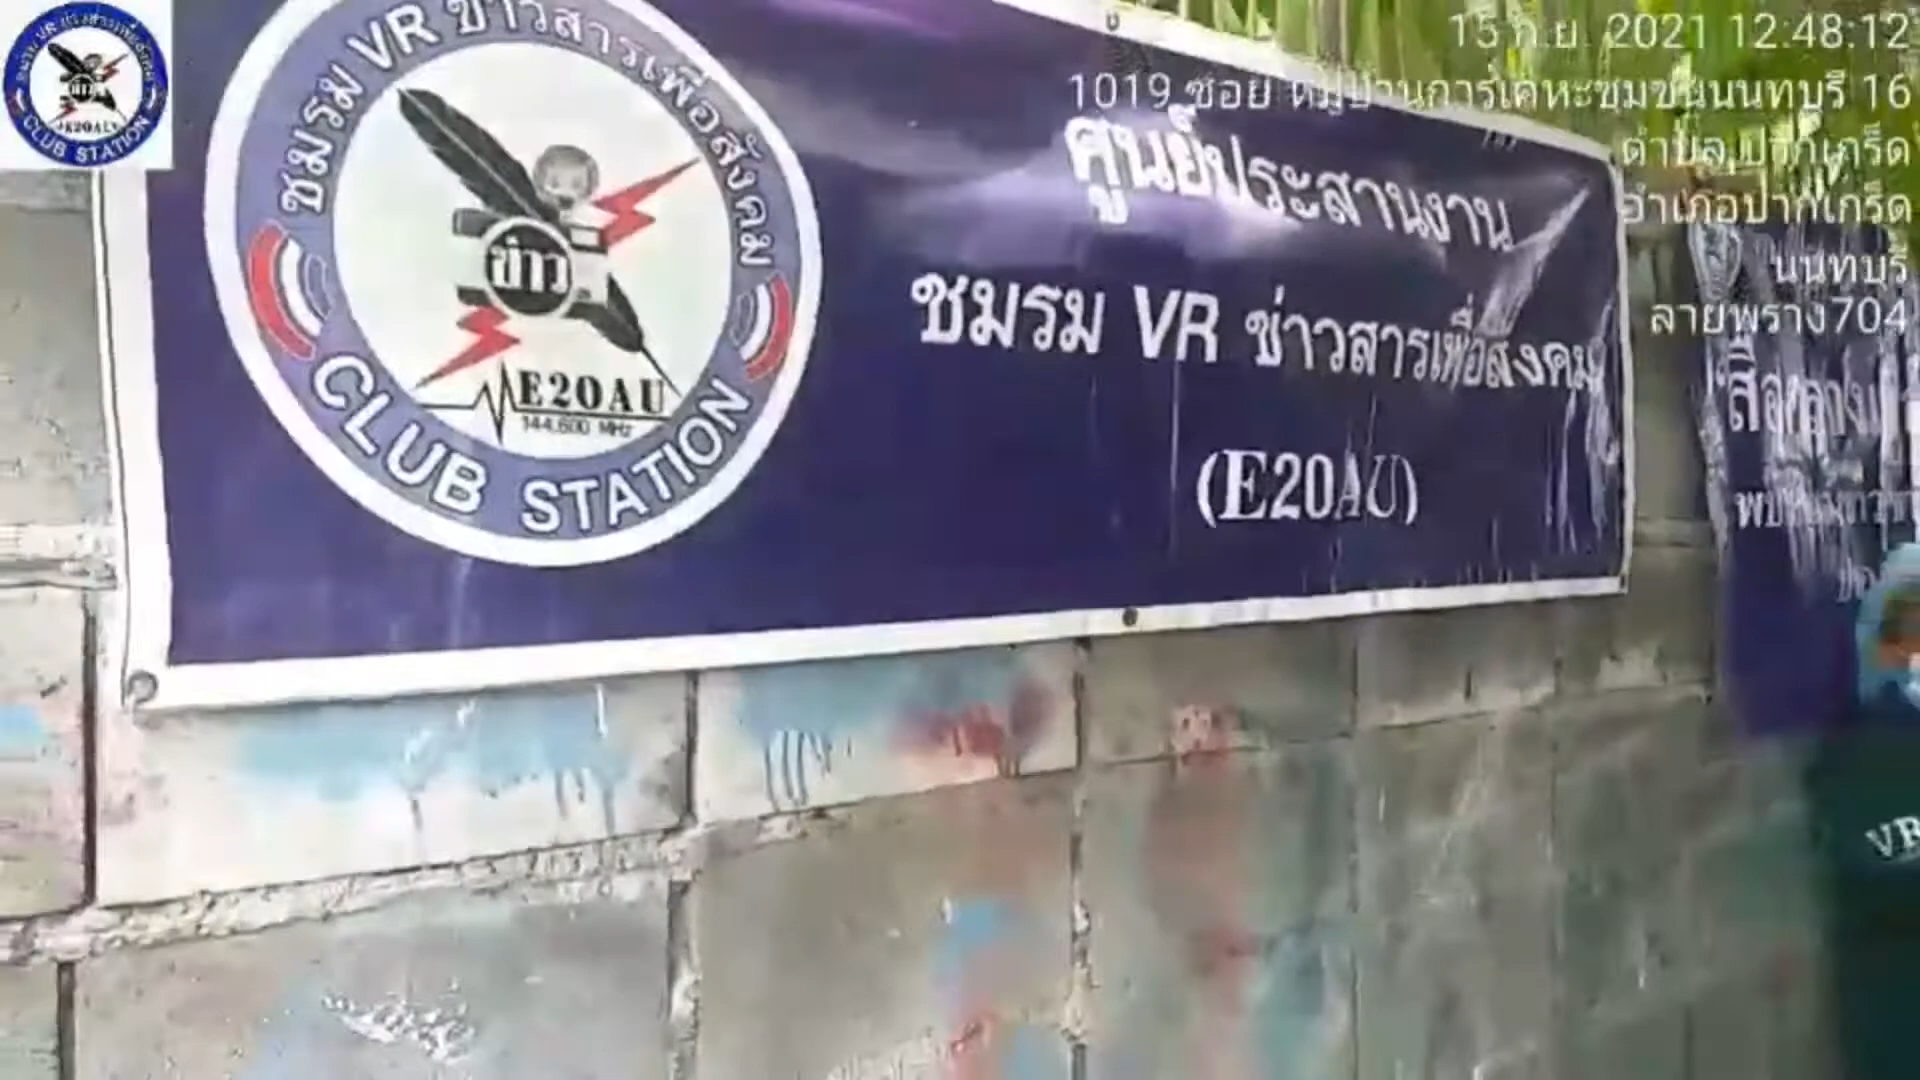 ชมรม VR ข่าวสารเพื่อสังคม
ข่าว
E20AU
144.600 MHz
CLUB STATION
ศูนย์ประสานงาน
ชมรม VR ข่าวสารเพื่อสังคม
(E20AU)
15 ก.ย. 2021 12:48:12
1019 ซอย หมู่บ้านการ์เคหะชุมชนนนทบุรี 16
ตำบล ปากเกร็ด
อำเภอปากเกร็ด
นนทบุรี
ลายพราง704
VR
CLUB STATION